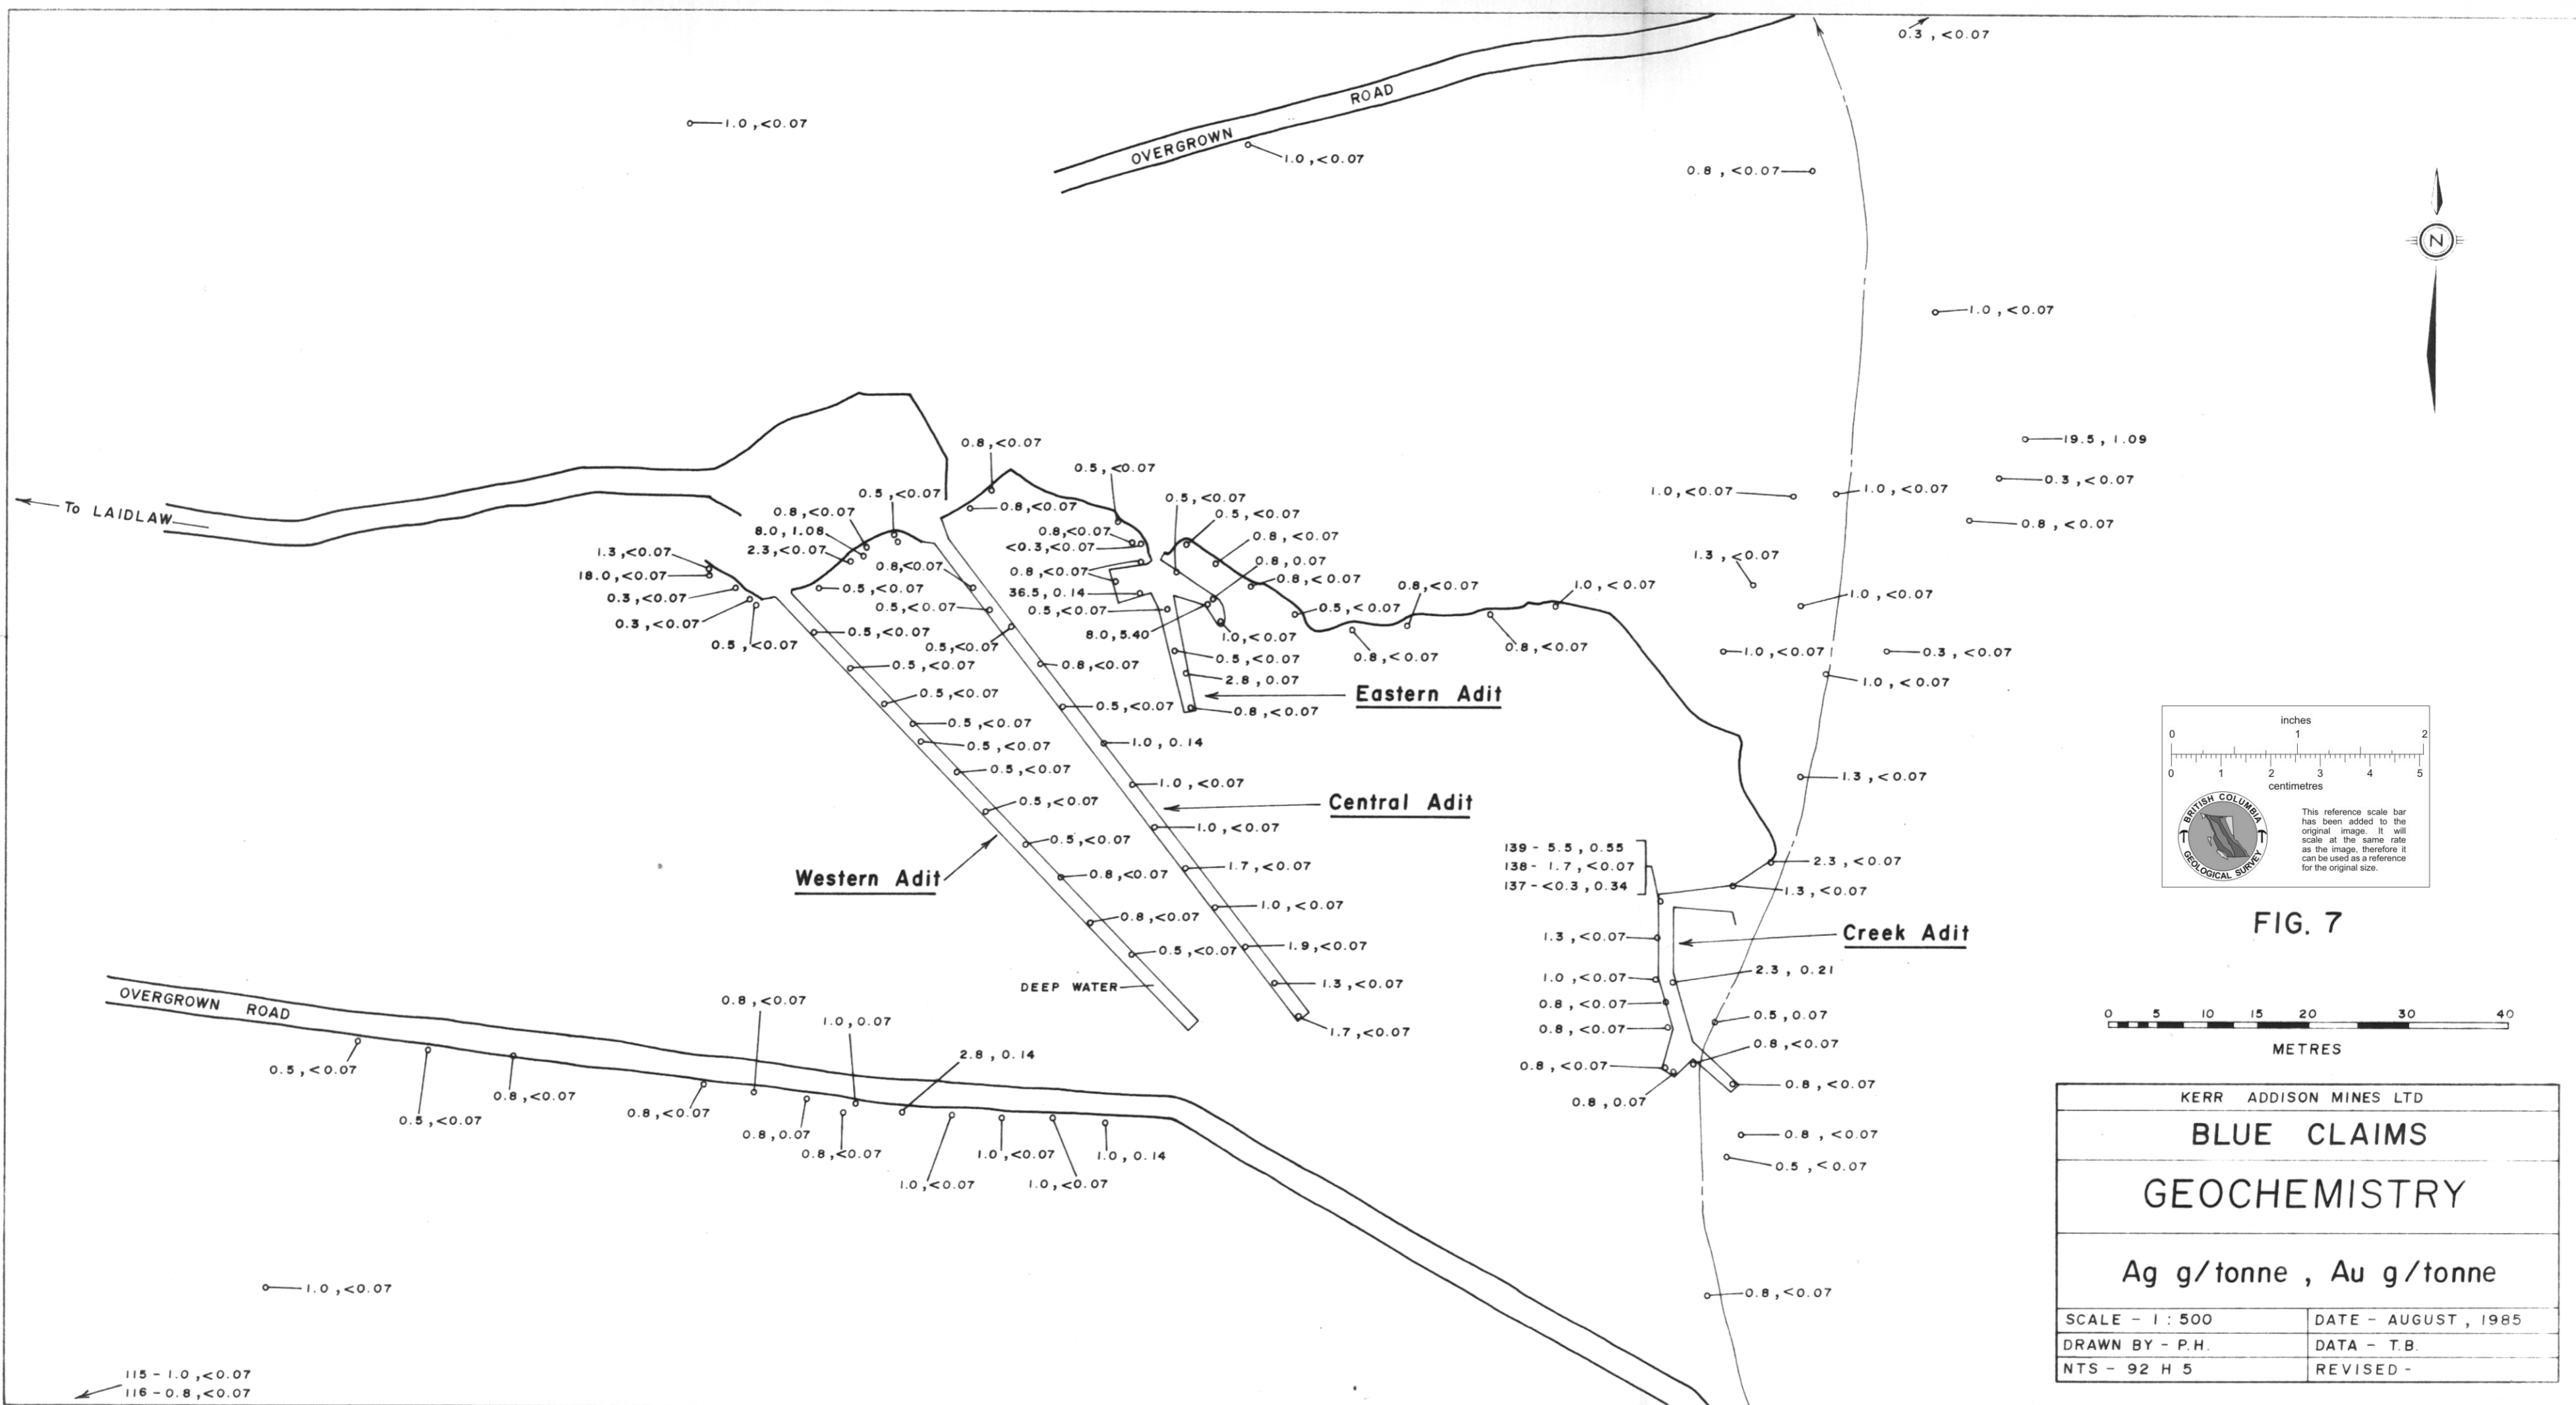 0.3 , <0.07
ROAD
OVERGROWN
1.0 , <0.07
1.0 , <0.07
0.8 , <0.07
N
1.0 , <0.07
19.5 , 1.09
0.3 , <0.07
0.8 , <0.07
1.0 , <0.07
1.0 , <0.07
1.3 , <0.07
1.0 , <0.07
1.0 , <0.07
0.3 , <0.07
1.0 , <0.07
1.3 , <0.07
2.3 , <0.07
1.3 , <0.07
To LAIDLAW
0.8 , <0.07
0.5 , <0.07
0.5 , <0.07
0.8 , <0.07
0.8 , <0.07
8.0 , 1.08
2.3 , <0.07
0.8 , <0.07
1.3 , <0.07
18.0 , <0.07
0.3 , <0.07
0.3 , <0.07
0.5 , <0.07
0.5 , <0.07
0.5 , <0.07
0.5 , <0.07
0.5 , <0.07
0.5 , <0.07
0.5 , <0.07
0.5 , <0.07
0.5 , <0.07
0.5 , <0.07
0.8 , <0.07
0.8 , <0.07
0.5 , <0.07
DEEP WATER
Western Adit
0.5 , <0.07
0.5 , <0.07
0.8 , <0.07
0.5 , <0.07
1.0 , 0.14
1.0 , <0.07
1.0 , <0.07
1.7 , <0.07
1.0 , <0.07
1.9 , <0.07
1.3 , <0.07
1.7 , <0.07
Central Adit
0.8 , <0.07
<0.3 , <0.07
0.8 , <0.07
36.5 , 0.14
0.5 , <0.07
8.0 , 5.40
0.5 , <0.07
0.5 , <0.07
0.8 , <0.07
0.8 , 0.07
0.8 , <0.07
0.5 , <0.07
1.0 , <0.07
0.5 , <0.07
2.8 , 0.07
0.8 , <0.07
Eastern Adit
0.8 , <0.07
0.8 , <0.07
0.8 , <0.07
1.0 , <0.07
139 - 5.5 , 0.55
138 - 1.7 , <0.07
137 - <0.3 , 0.34
1.3 , <0.07
Creek Adit
1.0 , <0.07
2.3 , 0.21
0.8 , <0.07
0.8 , <0.07
0.5 , 0.07
0.8 , <0.07
0.8 , <0.07
0.8 , <0.07
0.8 , 0.07
0.8 , <0.07
0.5 , <0.07
0.8 , <0.07
OVERGROWN ROAD
0.8 , <0.07
1.0 , 0.07
2.8 , 0.14
0.5 , <0.07
0.5 , <0.07
0.8 , <0.07
0.8 , <0.07
0.8 , 0.07
0.8 , <0.07
1.0 , <0.07
1.0 , <0.07
1.0 , <0.07
1.0 , 0.14
1.0 , <0.07
115 - 1.0 , <0.07
116 - 0.8 , <0.07
inches
0 1 2
0 1 2 3 4 5
centimetres
BRITISH COLUMBIA
GEOLOGICAL SURVEY
This reference scale bar
has been added to the
original image. It will
scale at the same rate
as the image, therefore it
can be used as a reference
for the original size.
FIG. 7
0 5 10 15 20 30 40
METRES
KERR ADDISON MINES LTD
BLUE CLAIMS
GEOCHEMISTRY
Ag g/tonne , Au g/tonne
SCALE - 1 : 500
DATE - AUGUST , 1985
DRAWN BY - P.H.
DATA - T.B.
NTS - 92 H 5
REVISED -